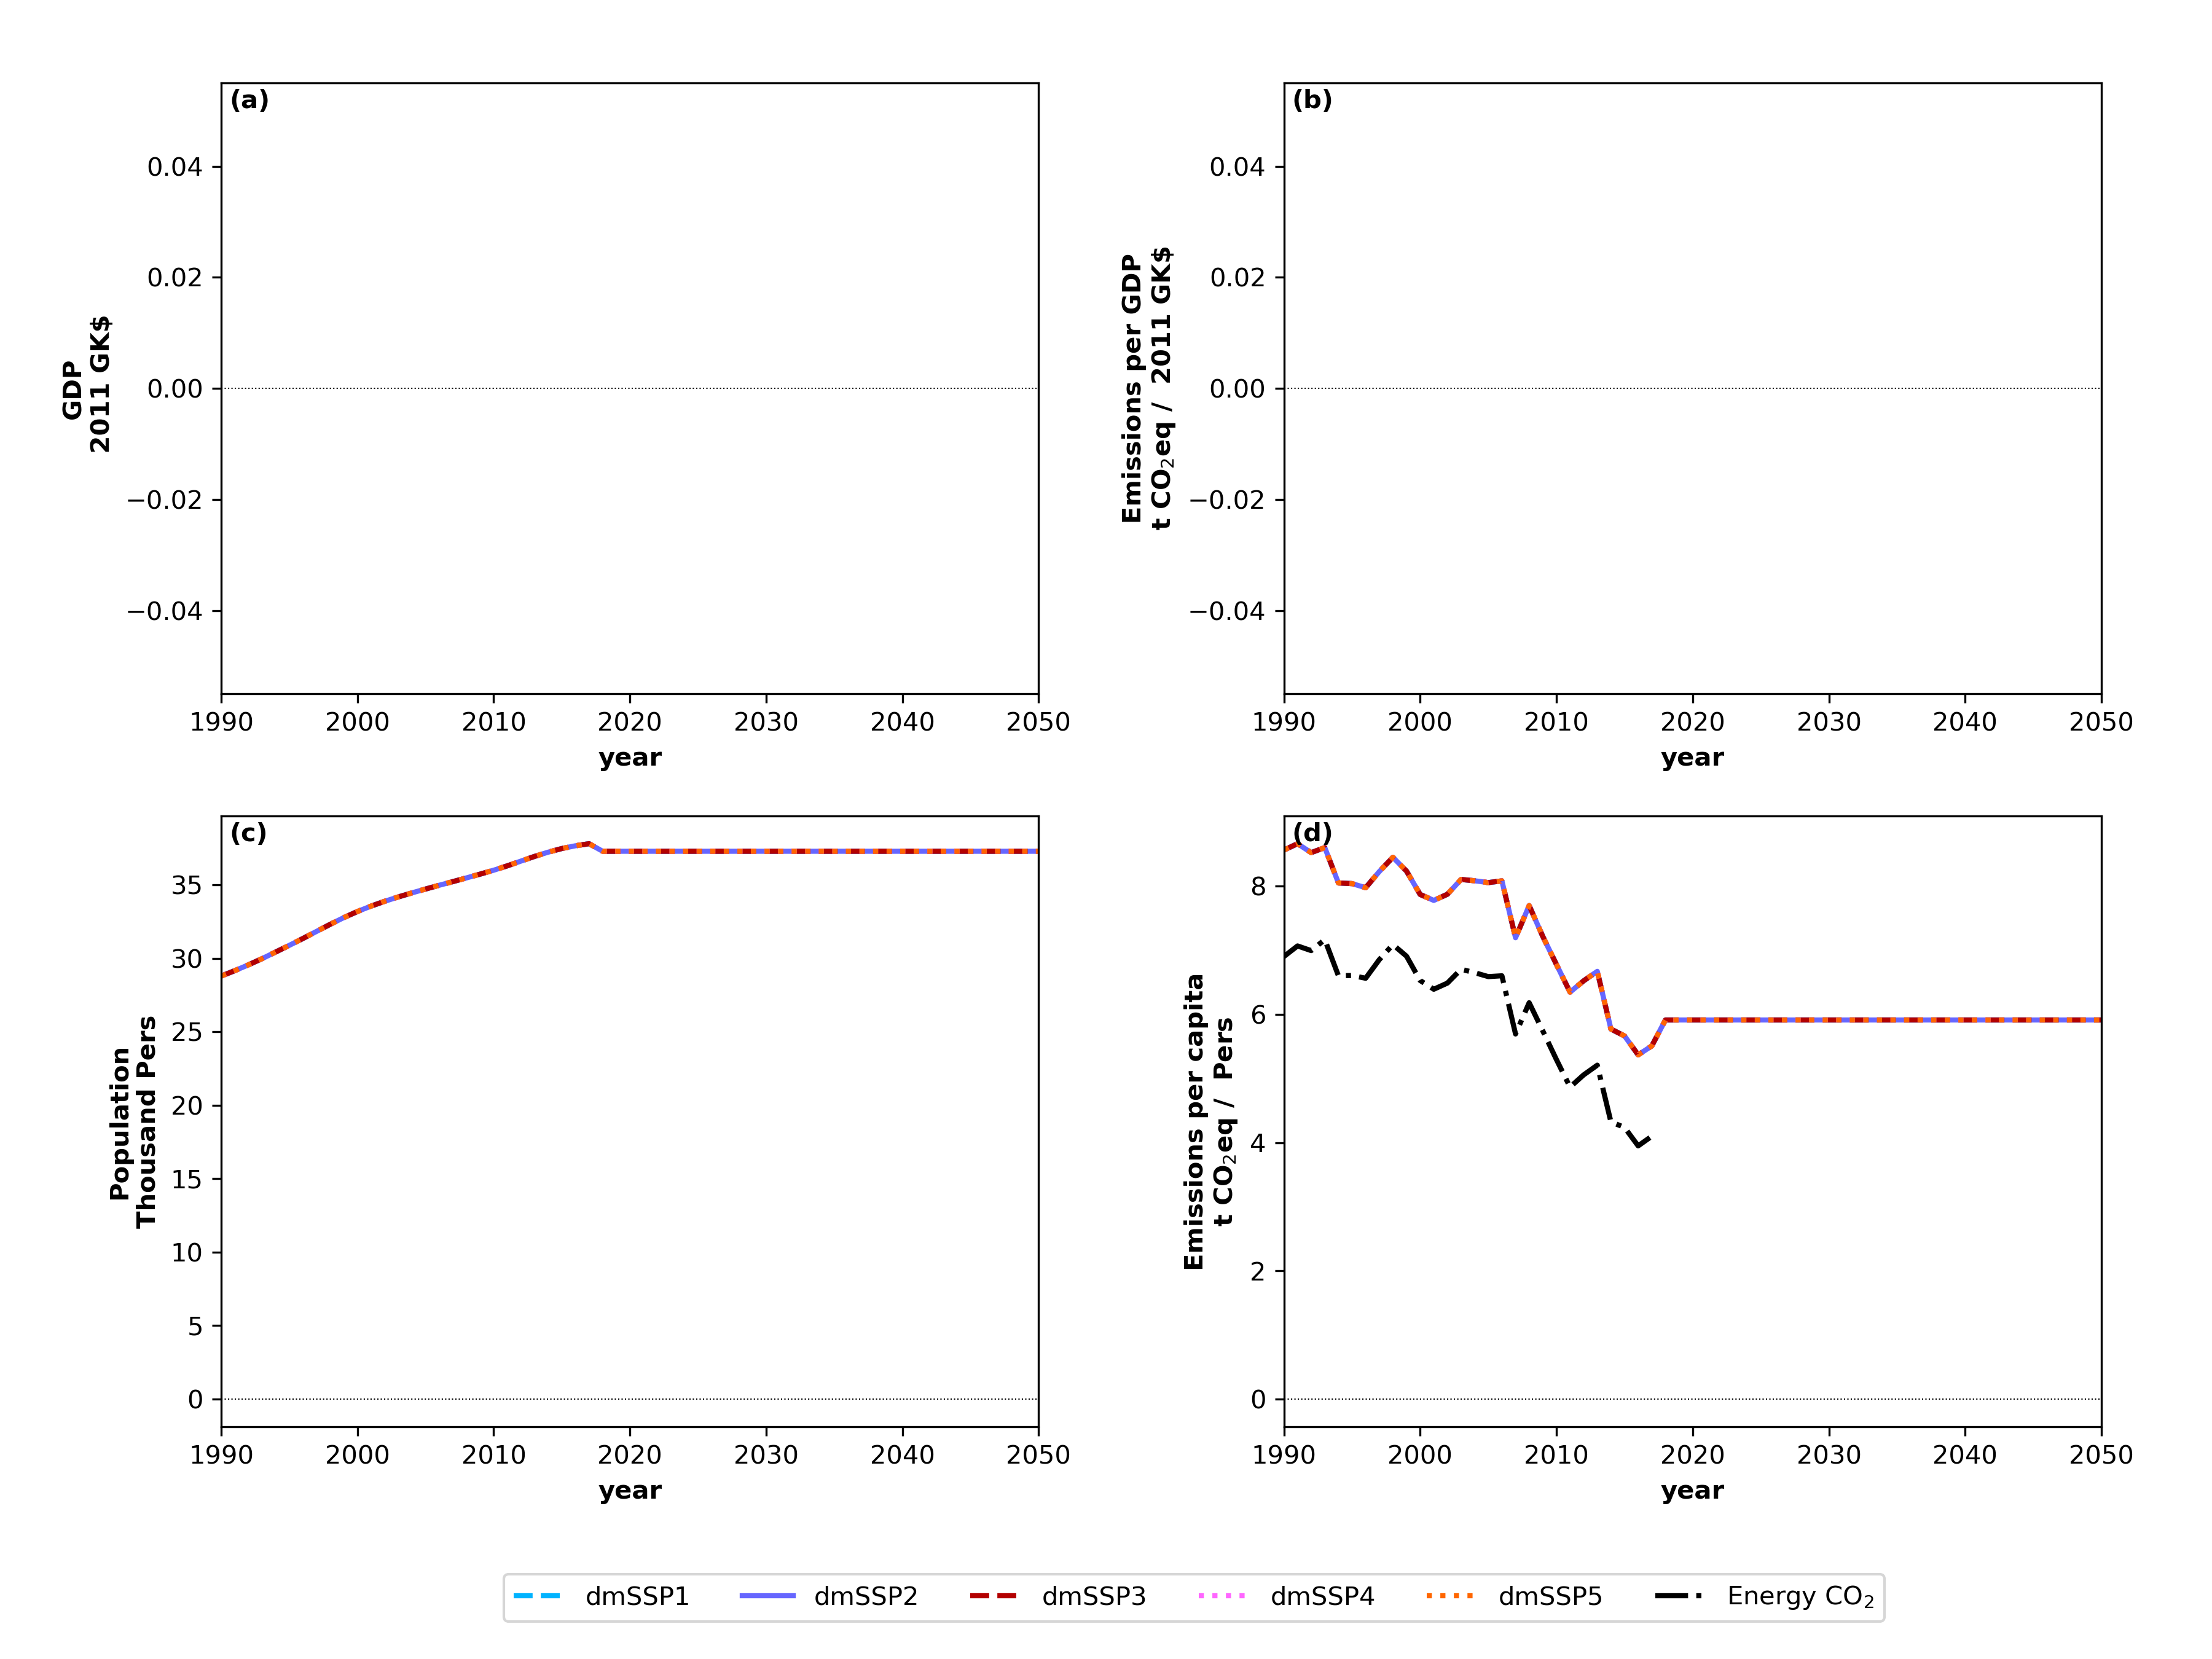 (a)
0.04
0.02
0.00
−0.02
−0.04
GDP
2011 GK$
1990 2000 2010 2020 2030 2040 2050
year
(b)
0.04
0.02
0.00
−0.02
−0.04
Emissions per GDP
t CO₂eq / 2011 GK$
1990 2000 2010 2020 2030 2040 2050
year
(c)
35
30
25
20
15
10
5
0
Population
Thousand Pers
1990 2000 2010 2020 2030 2040 2050
year
(d)
8
6
4
2
0
Emissions per capita
t CO₂eq / Pers
1990 2000 2010 2020 2030 2040 2050
year
dmSSP1 dmSSP2 dmSSP3 dmSSP4 dmSSP5 Energy CO₂